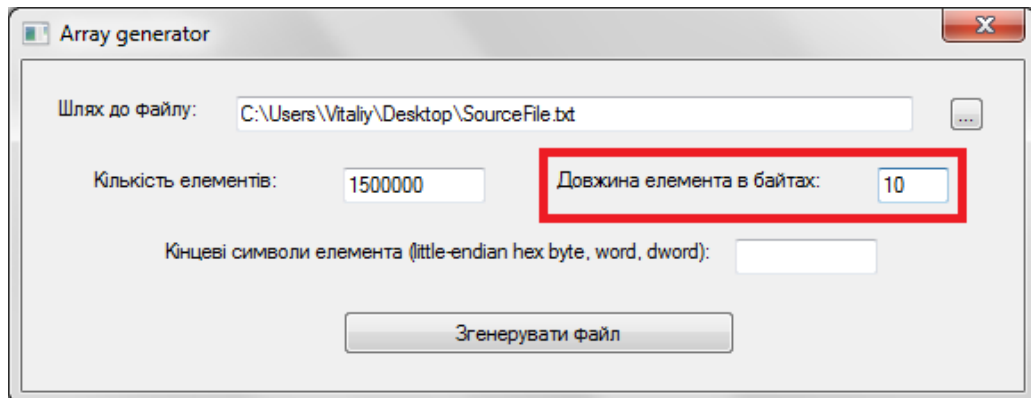 Array generator
Шлях до файлу: C:\Users\Vitaliy\Desktop\SourceFile.txt ...
Кількість елементів: 1500000 Довжина елемента в байтах: 10
Кінцеві символи елемента (little-endian hex byte, word, dword):
Згенерувати файл